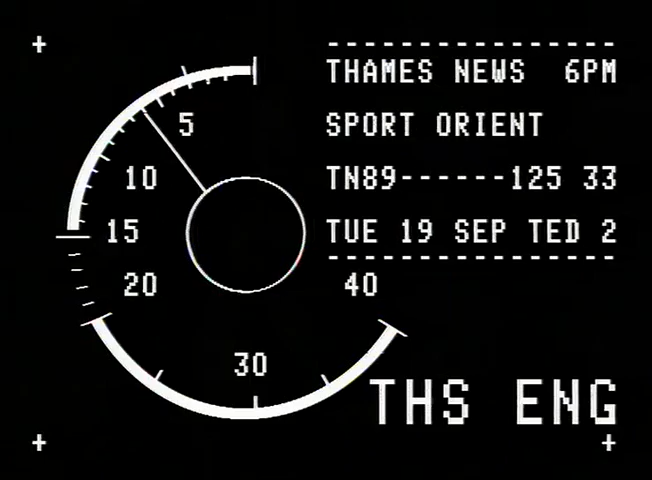 ----------------
THAMES NEWS  6PM
SPORT ORIENT
TN89------125 33
TUE 19 SEP TED 2
----------------
5
10
15
20
30
40
THS ENG